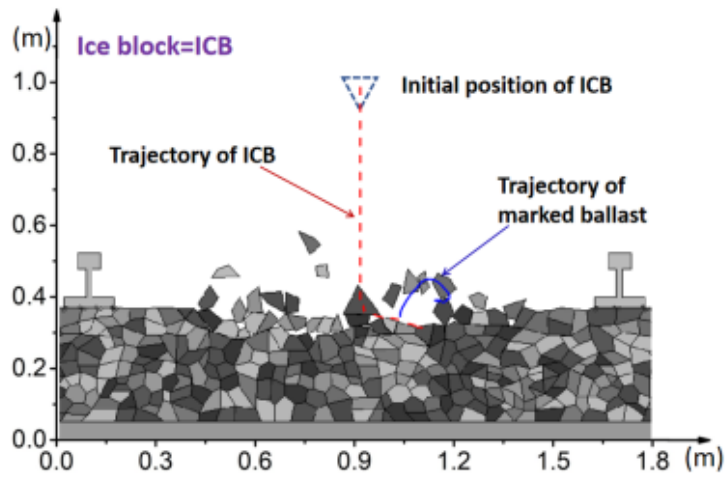 (m)
Ice block=ICB
1.0
Initial position of ICB
0.8
Trajectory of ICB
Trajectory of
marked ballast
0.6
0.4
0.2
0.0
0.0 0.3 0.6 0.9 1.2 1.5 1.8 (m)